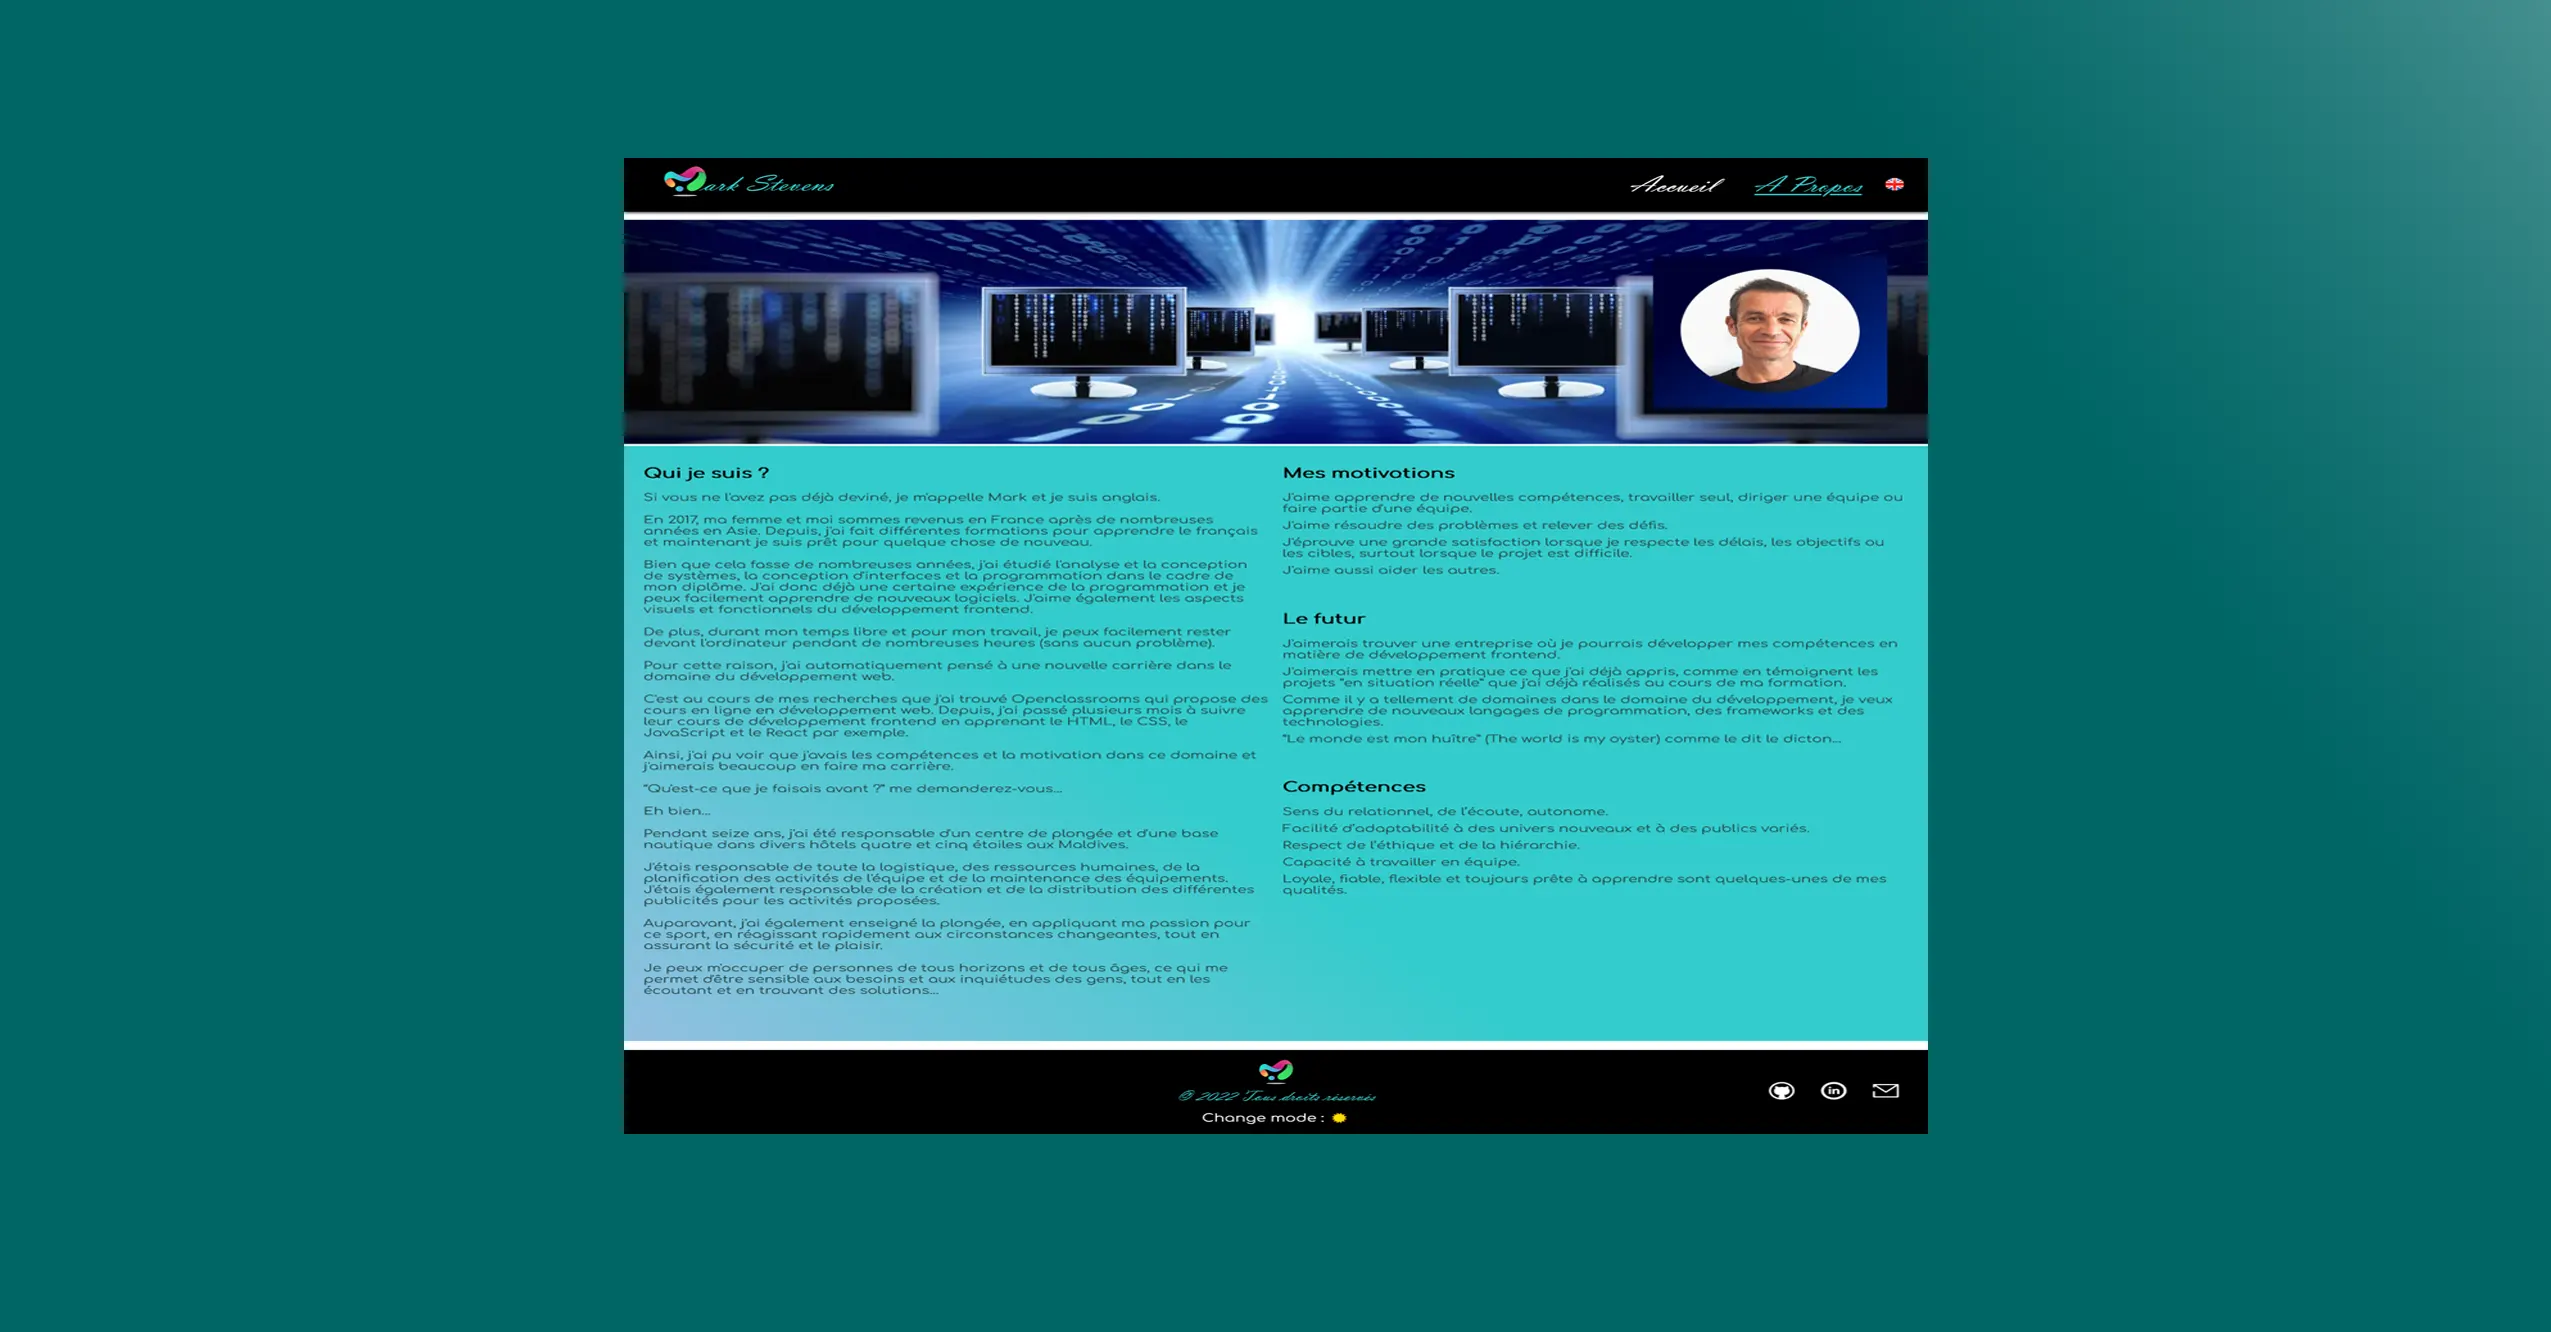 ark Stevens
Accueil
A Propos
Qui je suis ?
Si vous ne l'avez pas déjà deviné, je m'appelle Mark et je suis anglais.
En 2017, ma femme et moi sommes revenus en France après de nombreuses
années en Asie. Depuis, j'ai fait différentes formations pour apprendre le français
et maintenant je suis prêt pour quelque chose de nouveau.
Bien que cela fasse de nombreuses années, j'ai étudié l'analyse et la conception
de systèmes, la conception d'interfaces et la programmation dans le cadre de
mon diplôme. J'ai donc déjà une certaine expérience de la programmation et je
peux facilement apprendre de nouveaux logiciels. J'aime également les aspects
visuels et fonctionnels du développement frontend.
De plus, durant mon temps libre et pour mon travail, je peux facilement rester
devant l'ordinateur pendant de nombreuses heures (sans aucun problème).
Pour cette raison, j'ai automatiquement pensé à une nouvelle carrière dans le
domaine du développement web.
C'est au cours de mes recherches que j'ai trouvé Openclassrooms qui propose des
cours en ligne en développement web. Depuis, j'ai passé plusieurs mois à suivre
leur cours de développement frontend en apprenant le HTML, le CSS, le
JavaScript et le React par exemple.
Ainsi, j'ai pu voir que j'avais les compétences et la motivation dans ce domaine et
j'aimerais beaucoup en faire ma carrière.
"Qu'est-ce que je faisais avant ?" me demanderez-vous...
Eh bien...
Pendant seize ans, j'ai été responsable d'un centre de plongée et d'une base
nautique dans divers hôtels quatre et cinq étoiles aux Maldives.
J'étais responsable de toute la logistique, des ressources humaines, de la
planification des activités de l'équipe et de la maintenance des équipements.
J'étais également responsable de la création et de la distribution des différentes
publicités pour les activités proposées.
Auparavant, j'ai également enseigné la plongée, en appliquant ma passion pour
ce sport, en réagissant rapidement aux circonstances changeantes, tout en
assurant la sécurité et le plaisir.
Je peux m'occuper de personnes de tous horizons et de tous âges, ce qui me
permet d'être sensible aux besoins et aux inquiétudes des gens, tout en les
écoutant et en trouvant des solutions...
Mes motivations
J'aime apprendre de nouvelles compétences, travailler seul, diriger une équipe ou
faire partie d'une équipe.
J'aime résoudre des problèmes et relever des défis.
J'éprouve une grande satisfaction lorsque je respecte les délais, les objectifs ou
les cibles, surtout lorsque le projet est difficile.
J'aime aussi aider les autres.
Le futur
J'aimerais trouver une entreprise où je pourrais développer mes compétences en
matière de développement frontend.
J'aimerais mettre en pratique ce que j'ai déjà appris, comme en témoignent les
projets "en situation réelle" que j'ai déjà réalisés au cours de ma formation.
Comme il y a tellement de domaines dans le domaine du développement, je veux
apprendre de nouveaux langages de programmation, des frameworks et des
technologies.
"Le monde est mon huître" (The world is my oyster) comme le dit le dicton...
Compétences
Sens du relationnel, de l'écoute, autonome.
Facilité d'adaptabilité à des univers nouveaux et à des publics variés.
Respect de l'éthique et de la hiérarchie.
Capacité à travailler en équipe.
Loyale, fiable, flexible et toujours prête à apprendre sont quelques-unes de mes
qualités.
© 2022 Tous droits réservés
Change mode :